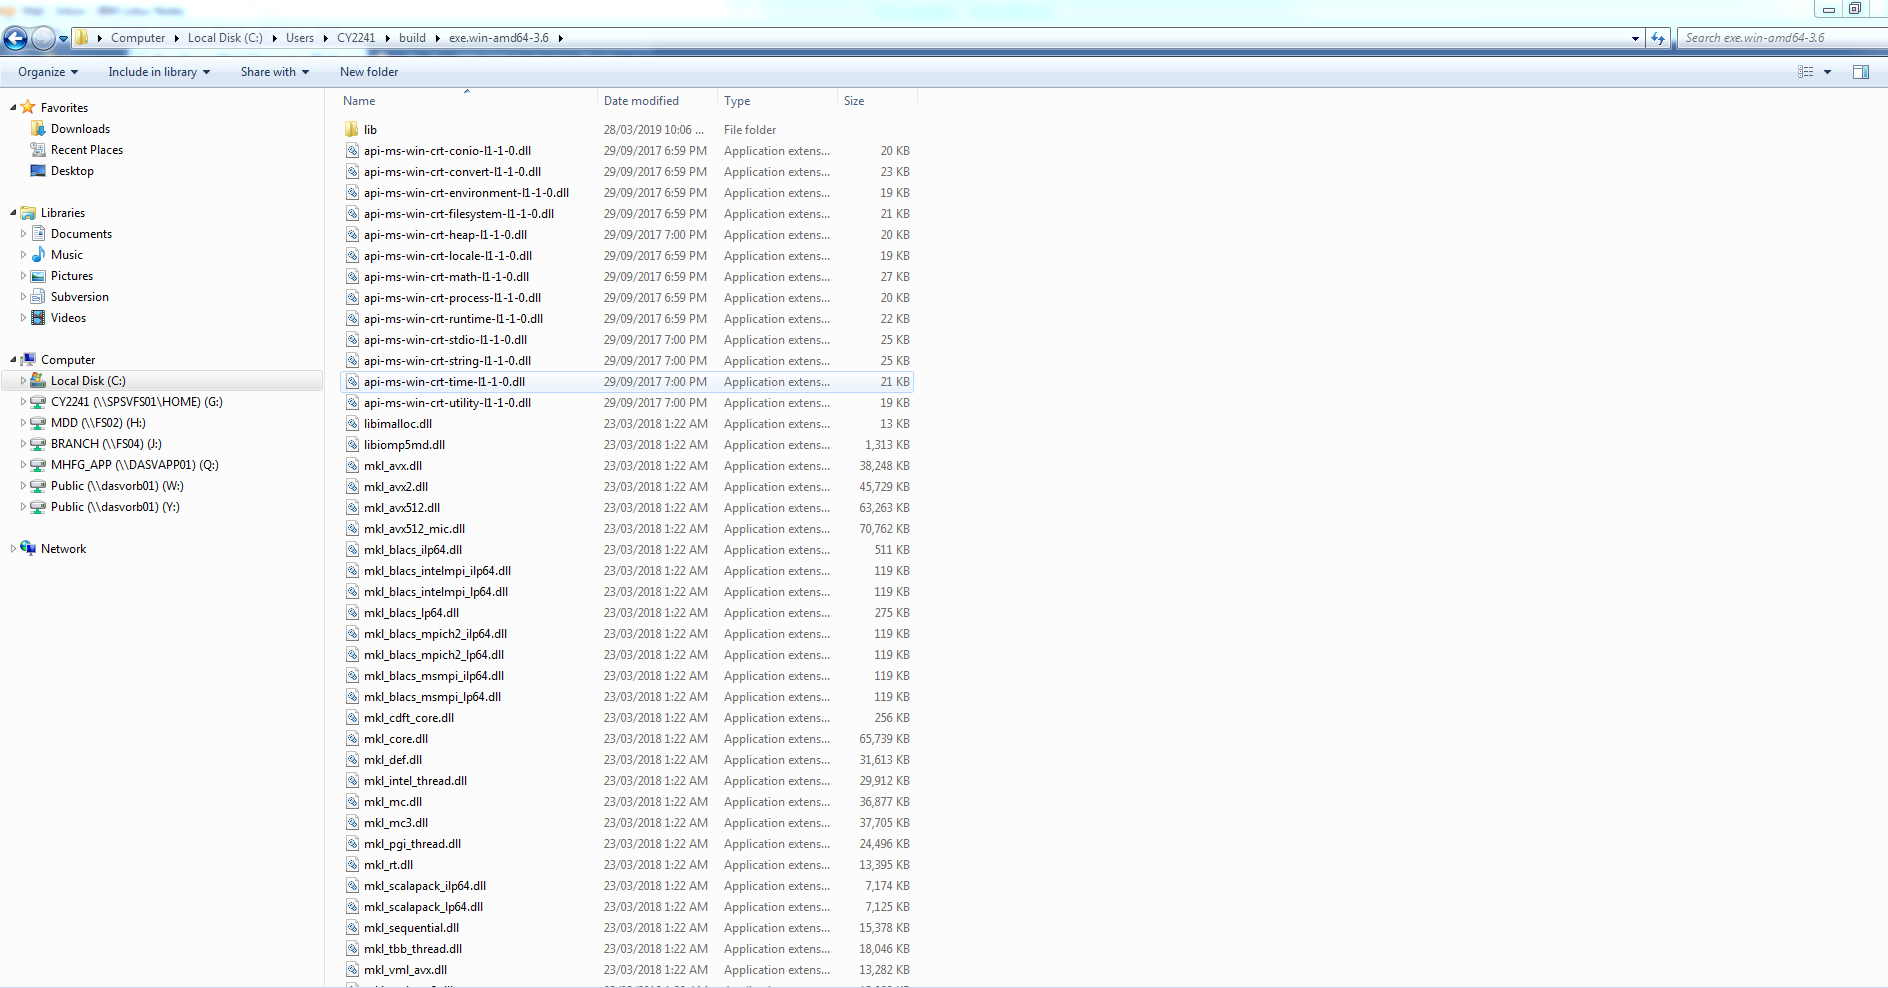 Computer Local Disk (C:) Users CY2241 build exe.win-amd64-3.6 Search exe.win-amd64-3.6
Organize Include in library Share with New folder
Favorites
Downloads
Recent Places
Desktop
Libraries
Documents
Music
Pictures
Subversion
Videos
Computer
Local Disk (C:)
CY2241 (\\SPSVFS01\HOME) (G:)
MDD (\\FS02) (H:)
BRANCH (\\FS04) (J:)
MHFG_APP (\\DASVAPP01) (Q:)
Public (\\dasvorb01) (W:)
Public (\\dasvorb01) (Y:)
Network
Name Date modified Type Size
lib 28/03/2019 10:06 ... File folder
api-ms-win-crt-conio-l1-1-0.dll 29/09/2017 6:59 PM Application extens... 20 KB
api-ms-win-crt-convert-l1-1-0.dll 29/09/2017 6:59 PM Application extens... 23 KB
api-ms-win-crt-environment-l1-1-0.dll 29/09/2017 6:59 PM Application extens... 19 KB
api-ms-win-crt-filesystem-l1-1-0.dll 29/09/2017 6:59 PM Application extens... 21 KB
api-ms-win-crt-heap-l1-1-0.dll 29/09/2017 7:00 PM Application extens... 20 KB
api-ms-win-crt-locale-l1-1-0.dll 29/09/2017 6:59 PM Application extens... 19 KB
api-ms-win-crt-math-l1-1-0.dll 29/09/2017 6:59 PM Application extens... 27 KB
api-ms-win-crt-process-l1-1-0.dll 29/09/2017 6:59 PM Application extens... 20 KB
api-ms-win-crt-runtime-l1-1-0.dll 29/09/2017 6:59 PM Application extens... 22 KB
api-ms-win-crt-stdio-l1-1-0.dll 29/09/2017 7:00 PM Application extens... 25 KB
api-ms-win-crt-string-l1-1-0.dll 29/09/2017 7:00 PM Application extens... 25 KB
api-ms-win-crt-time-l1-1-0.dll 29/09/2017 7:00 PM Application extens... 21 KB
api-ms-win-crt-utility-l1-1-0.dll 29/09/2017 7:00 PM Application extens... 19 KB
libimalloc.dll 23/03/2018 1:22 AM Application extens... 13 KB
libiomp5md.dll 23/03/2018 1:22 AM Application extens... 1,313 KB
mkl_avx.dll 23/03/2018 1:22 AM Application extens... 38,248 KB
mkl_avx2.dll 23/03/2018 1:22 AM Application extens... 45,729 KB
mkl_avx512.dll 23/03/2018 1:22 AM Application extens... 63,263 KB
mkl_avx512_mic.dll 23/03/2018 1:22 AM Application extens... 70,762 KB
mkl_blacs_ilp64.dll 23/03/2018 1:22 AM Application extens... 511 KB
mkl_blacs_intelmpi_ilp64.dll 23/03/2018 1:22 AM Application extens... 119 KB
mkl_blacs_intelmpi_lp64.dll 23/03/2018 1:22 AM Application extens... 119 KB
mkl_blacs_lp64.dll 23/03/2018 1:22 AM Application extens... 275 KB
mkl_blacs_mpich2_ilp64.dll 23/03/2018 1:22 AM Application extens... 119 KB
mkl_blacs_mpich2_lp64.dll 23/03/2018 1:22 AM Application extens... 119 KB
mkl_blacs_msmpi_ilp64.dll 23/03/2018 1:22 AM Application extens... 119 KB
mkl_blacs_msmpi_lp64.dll 23/03/2018 1:22 AM Application extens... 119 KB
mkl_cdft_core.dll 23/03/2018 1:22 AM Application extens... 256 KB
mkl_core.dll 23/03/2018 1:22 AM Application extens... 65,739 KB
mkl_def.dll 23/03/2018 1:22 AM Application extens... 31,613 KB
mkl_intel_thread.dll 23/03/2018 1:22 AM Application extens... 29,912 KB
mkl_mc.dll 23/03/2018 1:22 AM Application extens... 36,877 KB
mkl_mc3.dll 23/03/2018 1:22 AM Application extens... 37,705 KB
mkl_pgi_thread.dll 23/03/2018 1:22 AM Application extens... 24,496 KB
mkl_rt.dll 23/03/2018 1:22 AM Application extens... 13,395 KB
mkl_scalapack_ilp64.dll 23/03/2018 1:22 AM Application extens... 7,174 KB
mkl_scalapack_lp64.dll 23/03/2018 1:22 AM Application extens... 7,125 KB
mkl_sequential.dll 23/03/2018 1:22 AM Application extens... 15,378 KB
mkl_tbb_thread.dll 23/03/2018 1:22 AM Application extens... 18,046 KB
mkl_vml_avx.dll 23/03/2018 1:22 AM Application extens... 13,282 KB